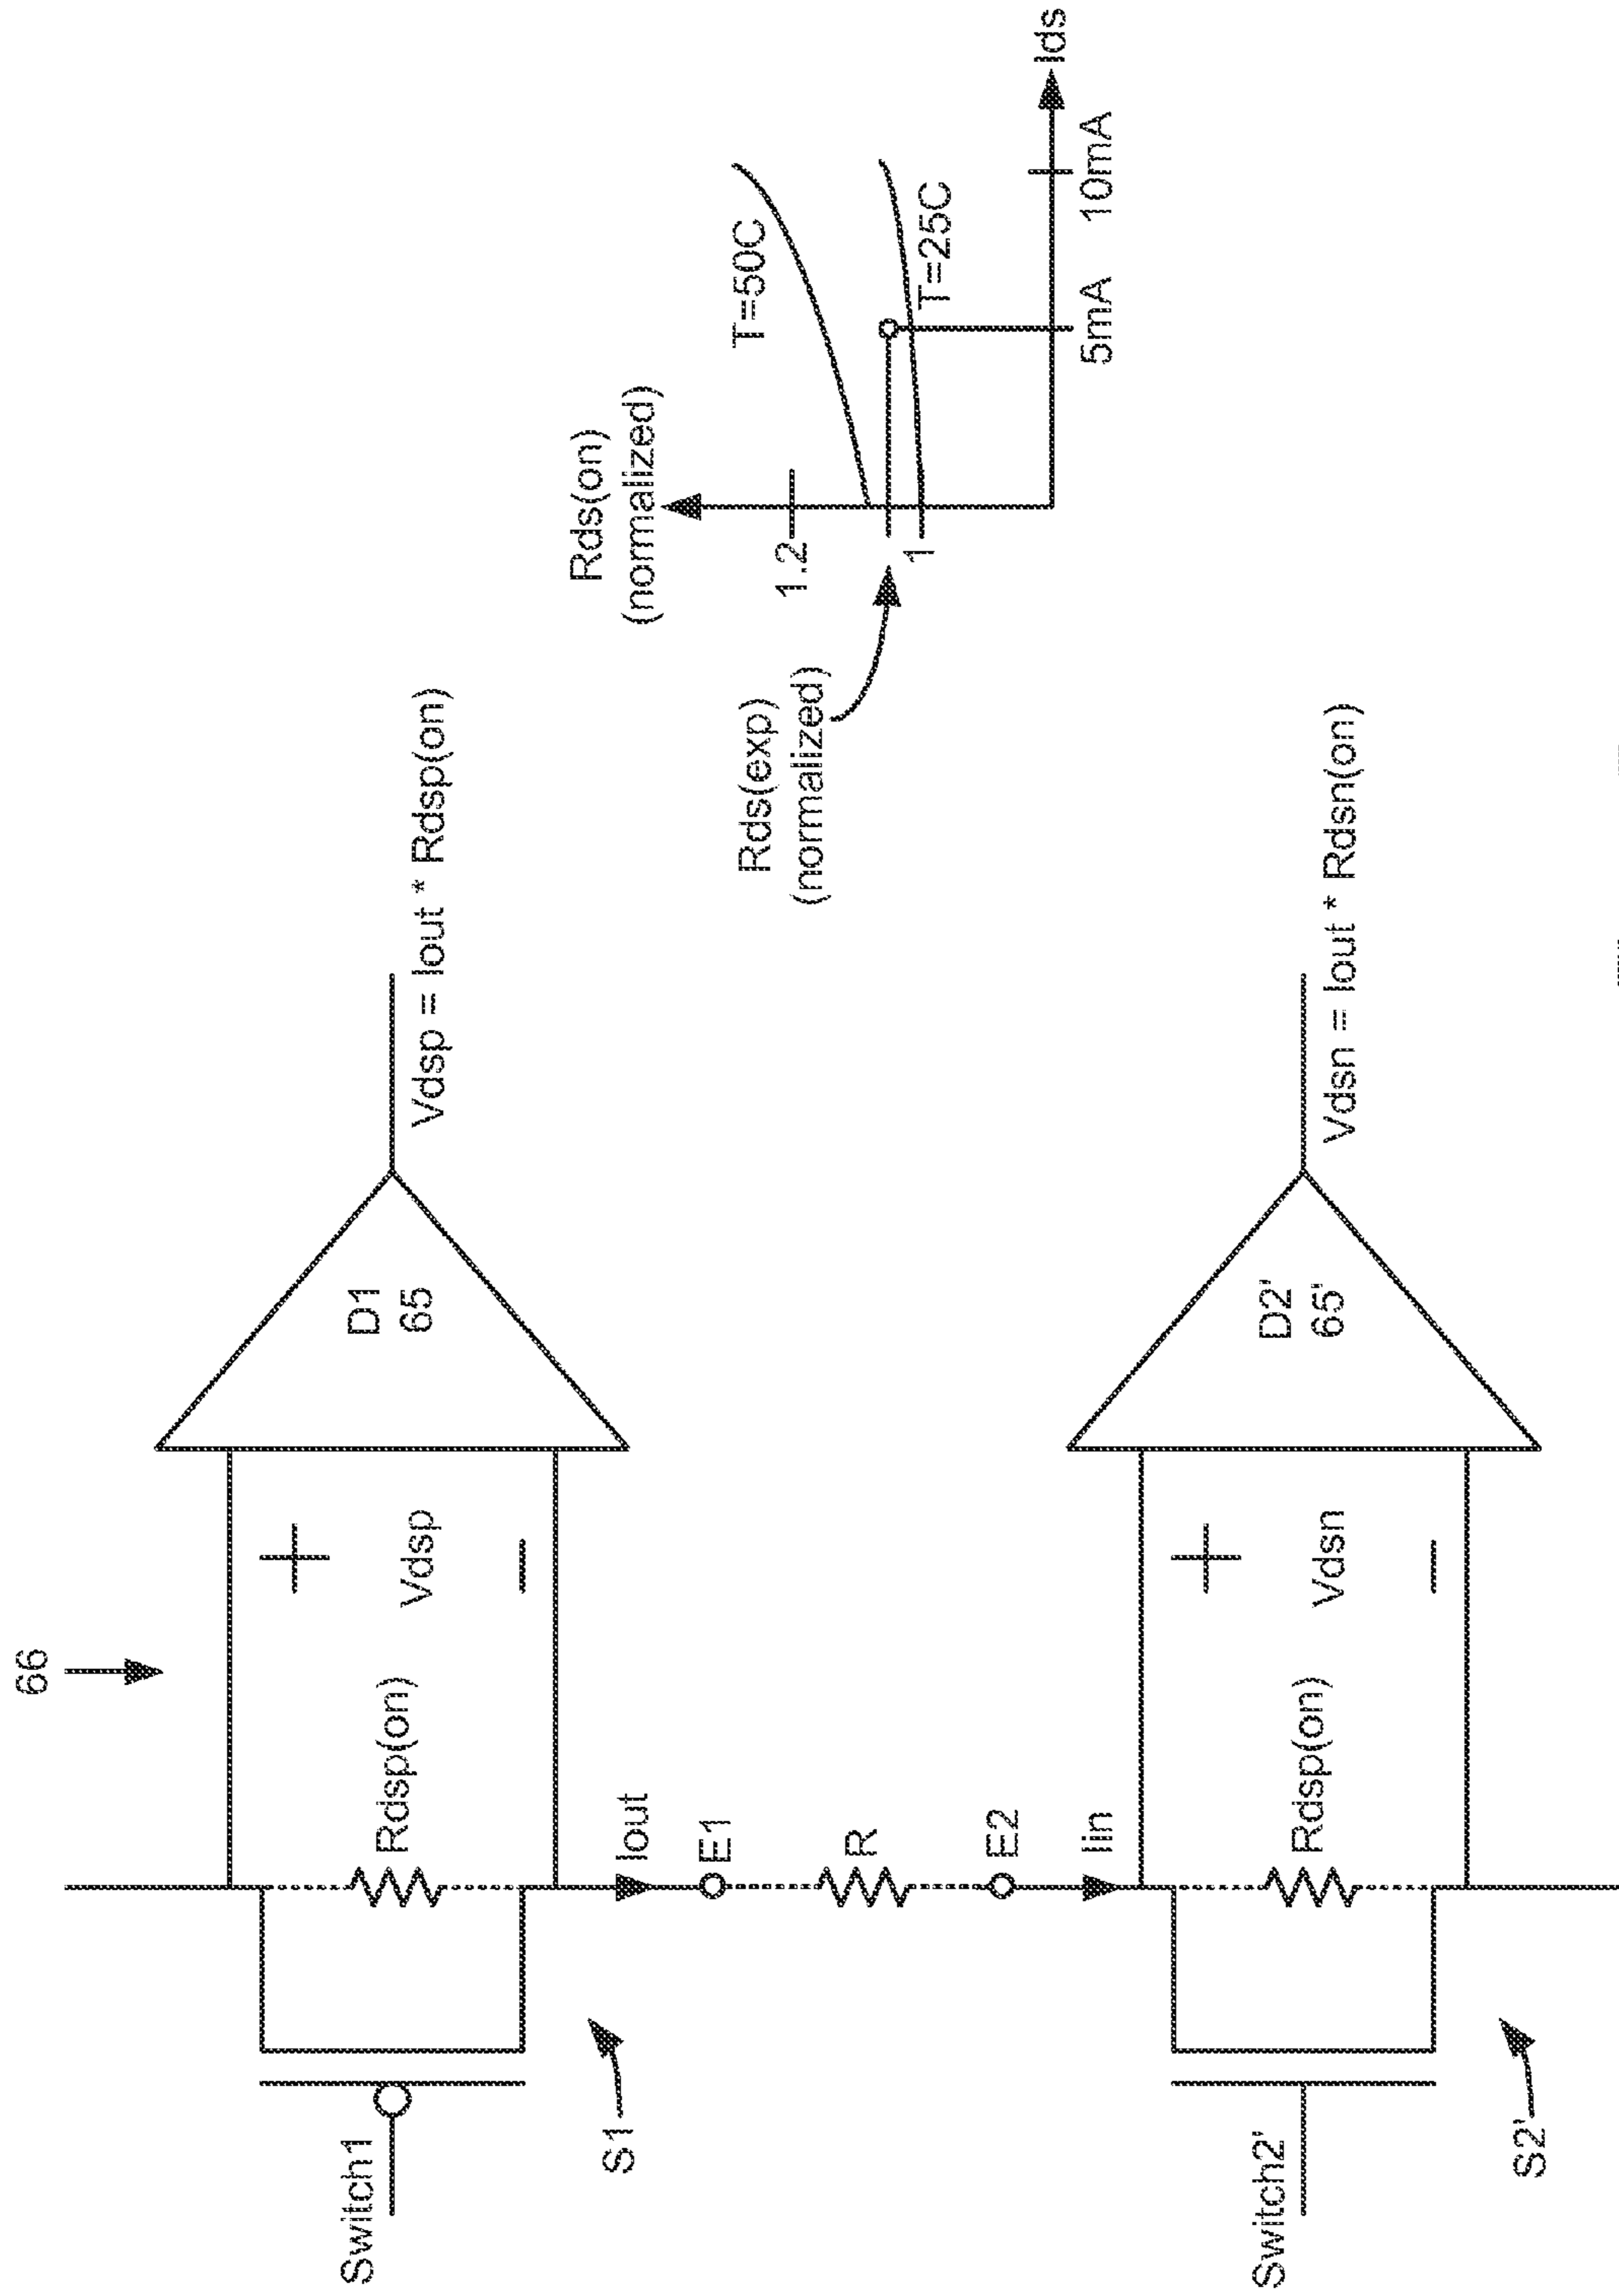 66
Switch1
S1
Rdsp(on)
+
Vdsp
–
D1
65
Vdsp = Iout * Rdsp(on)
Iout
E1
R
E2
Iin
Switch2'
S2'
Rdsp(on)
+
Vdsn
–
D2'
65'
Vdsn = Iout * Rdsn(on)
Rds(on)
(normalized)
Rds(exp)
(normalized)
1.2
1
T=50C
T=25C
5mA
10mA
Ids